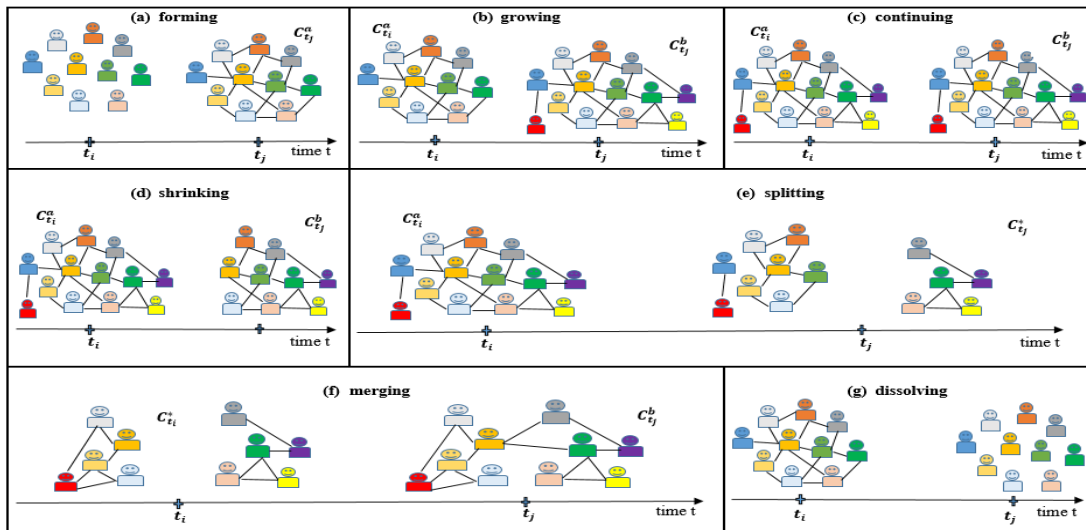 (a) forming
C^a_{t_j}
t_i
t_j
time t
(b) growing
C^a_{t_i}
C^b_{t_j}
t_i
t_j
time t
(c) continuing
C^a_{t_i}
C^b_{t_j}
t_i
t_j
time t
(d) shrinking
C^a_{t_i}
C^b_{t_j}
t_i
time t
(e) splitting
C^a_{t_i}
C^*_{t_j}
t_i
t_j
time t
(f) merging
C^*_{t_i}
C^b_{t_j}
t_i
t_j
time t
(g) dissolving
C^a_{t_i}
t_i
t_j
time t